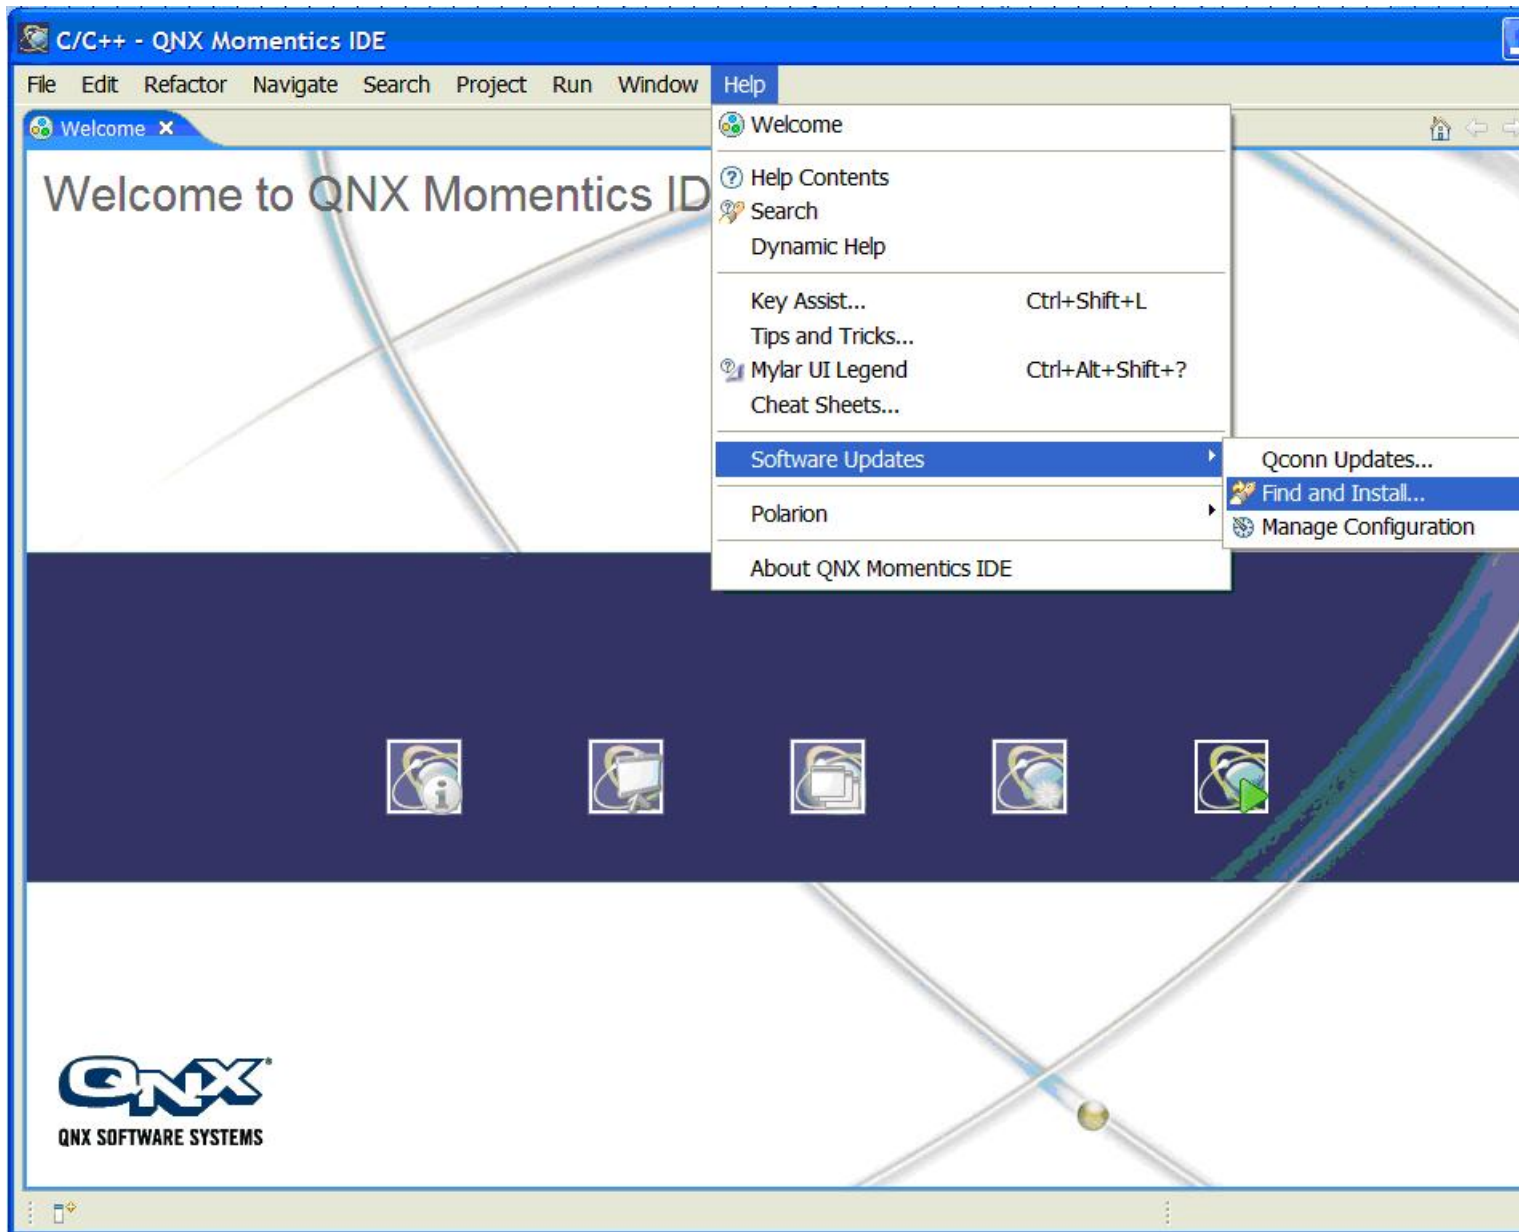 C/C++ - QNX Momentics IDE
File Edit Refactor Navigate Search Project Run Window Help
Welcome
Welcome to QNX Momentics ID
Welcome
Help Contents
Search
Dynamic Help
Key Assist... Ctrl+Shift+L
Tips and Tricks...
Mylar UI Legend Ctrl+Alt+Shift+?
Cheat Sheets...
Software Updates
Qconn Updates...
Find and Install...
Manage Configuration
Polarion
About QNX Momentics IDE
QNX
QNX SOFTWARE SYSTEMS